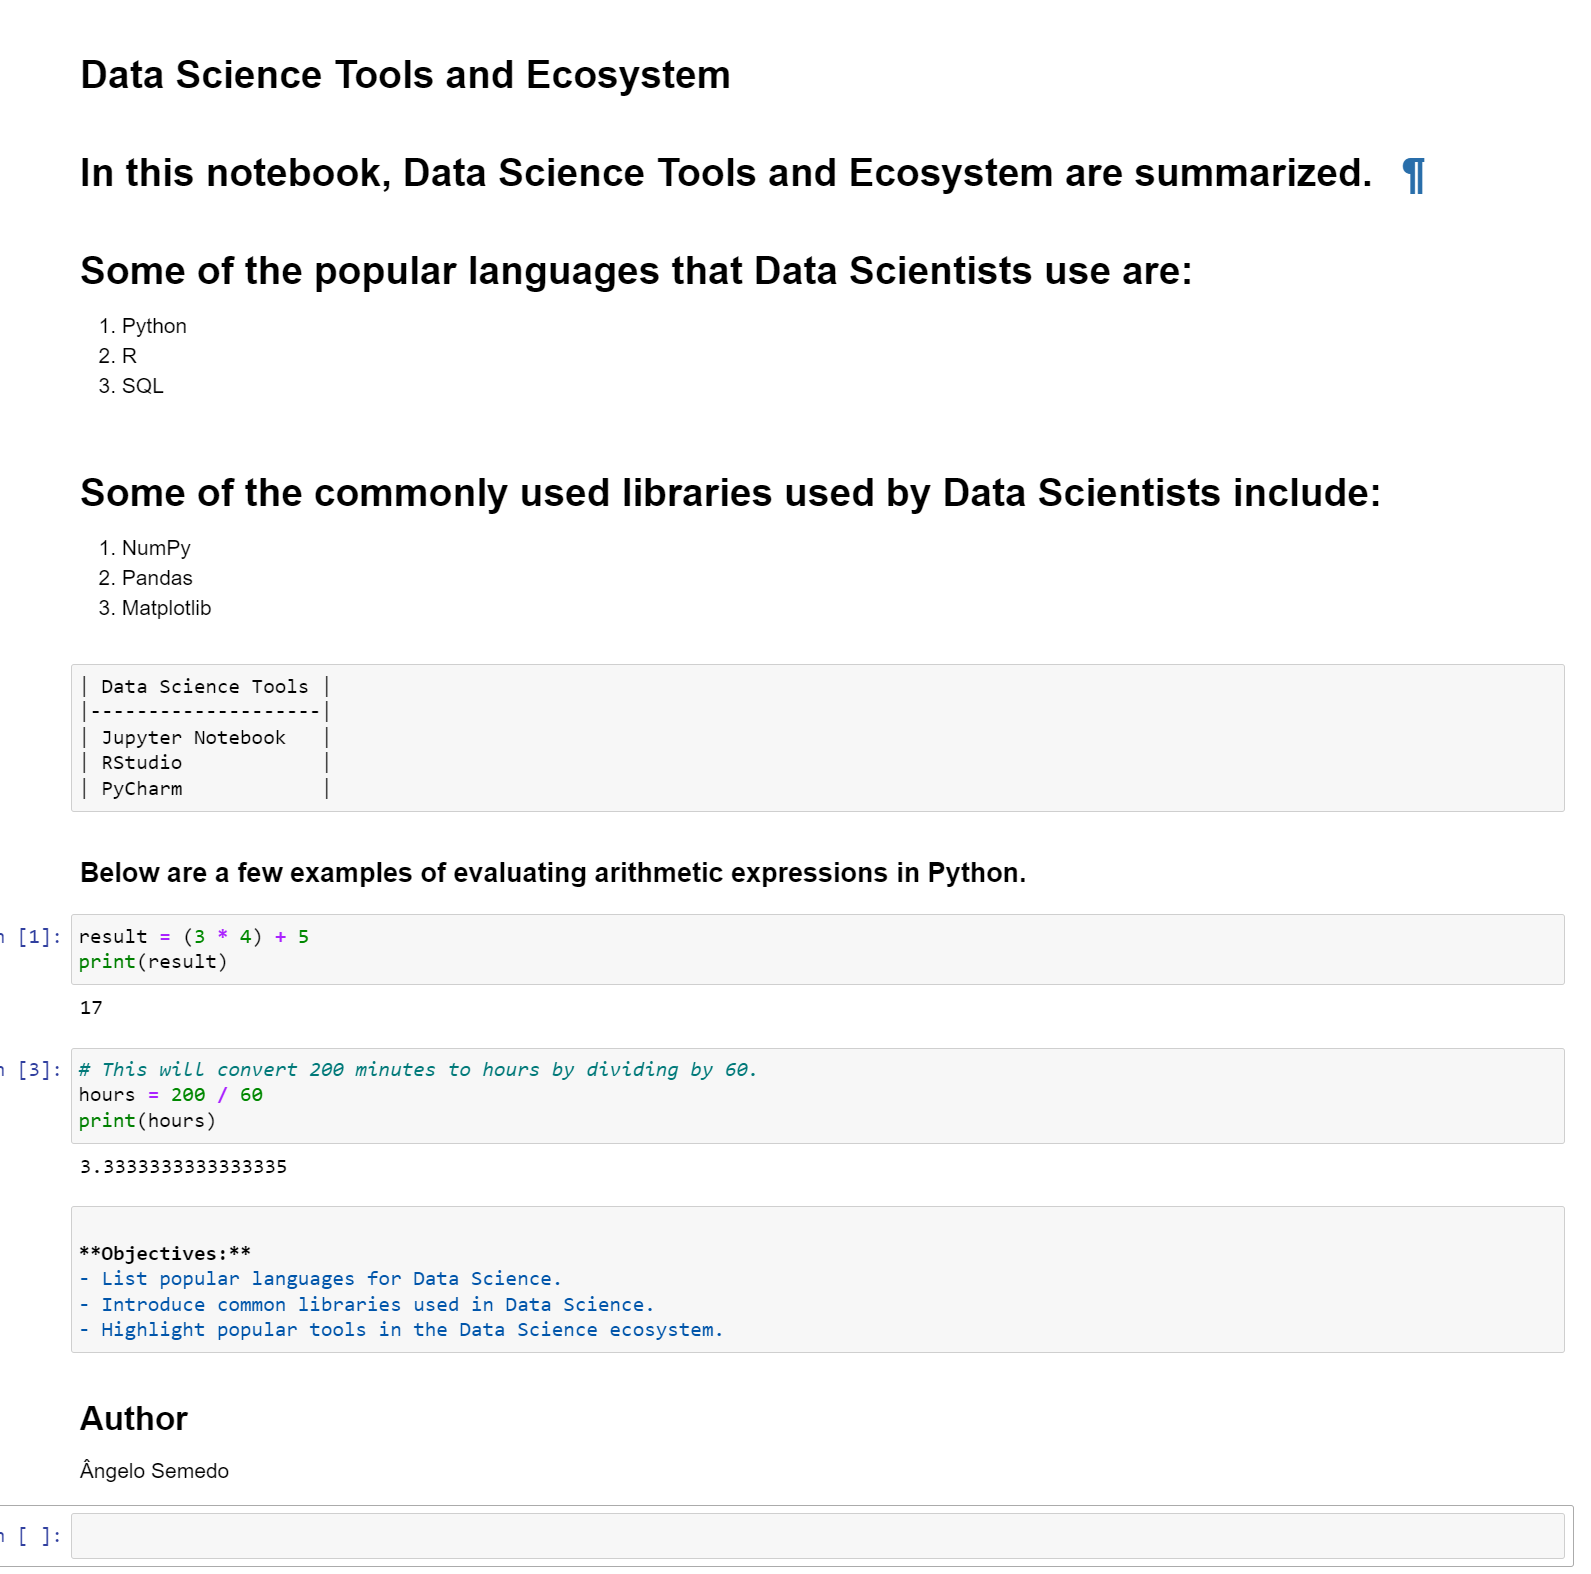 Data Science Tools and Ecosystem
In this notebook, Data Science Tools and Ecosystem are summarized. ¶
Some of the popular languages that Data Scientists use are:
1. Python
2. R
3. SQL
Some of the commonly used libraries used by Data Scientists include:
1. NumPy
2. Pandas
3. Matplotlib
| Data Science Tools |
|--------------------|
| Jupyter Notebook   |
| RStudio            |
| PyCharm            |
Below are a few examples of evaluating arithmetic expressions in Python.
n [1]: result = (3 * 4) + 5
print(result)
17
n [3]: # This will convert 200 minutes to hours by dividing by 60.
hours = 200 / 60
print(hours)
3.3333333333333335
**Objectives:**
- List popular languages for Data Science.
- Introduce common libraries used in Data Science.
- Highlight popular tools in the Data Science ecosystem.
Author
Ângelo Semedo
n [ ]: